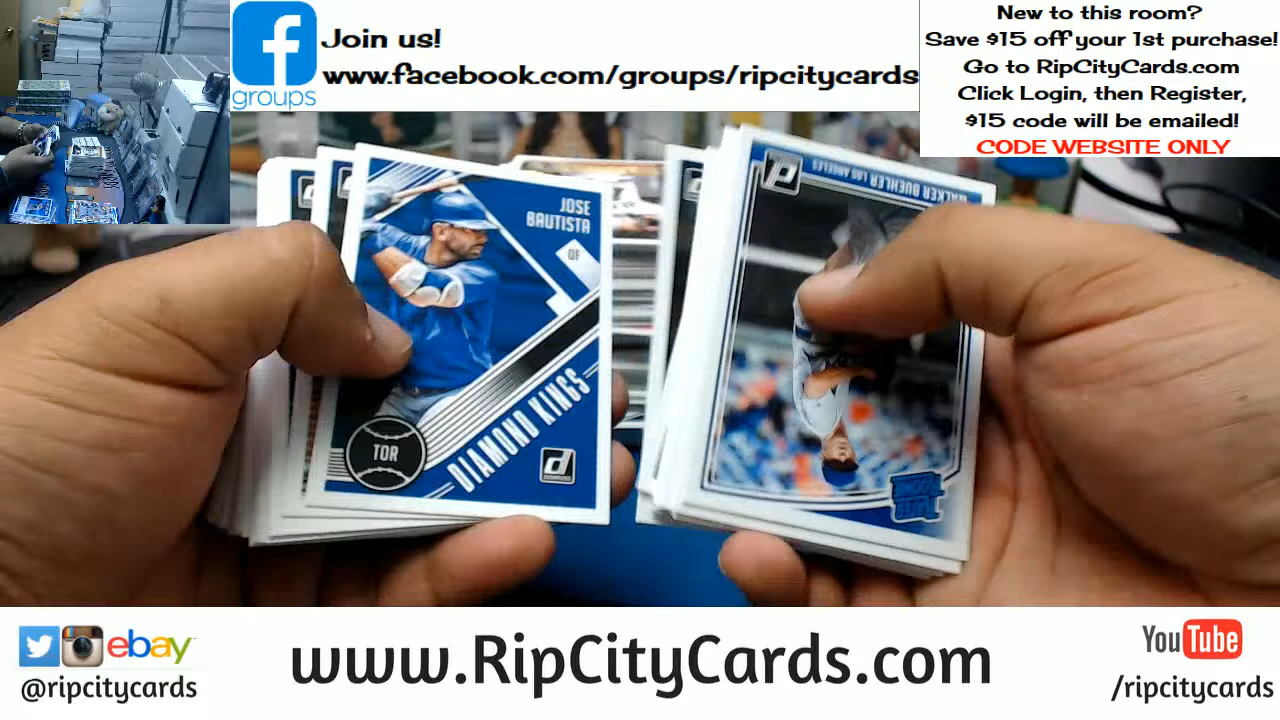 groups
Join us!
www.facebook.com/groups/ripcitycards
New to this room?
Save $15 off your 1st purchase!
Go to RipCityCards.com
Click Login, then Register,
$15 code will be emailed!
CODE WEBSITE ONLY
JOSE
BAUTISTA
OF
TOR
DIAMOND KINGS
WALKER BUEHLER LOS ANGELES
ebay
@ripcitycards
www.RipCityCards.com
YouTube
/ripcitycards